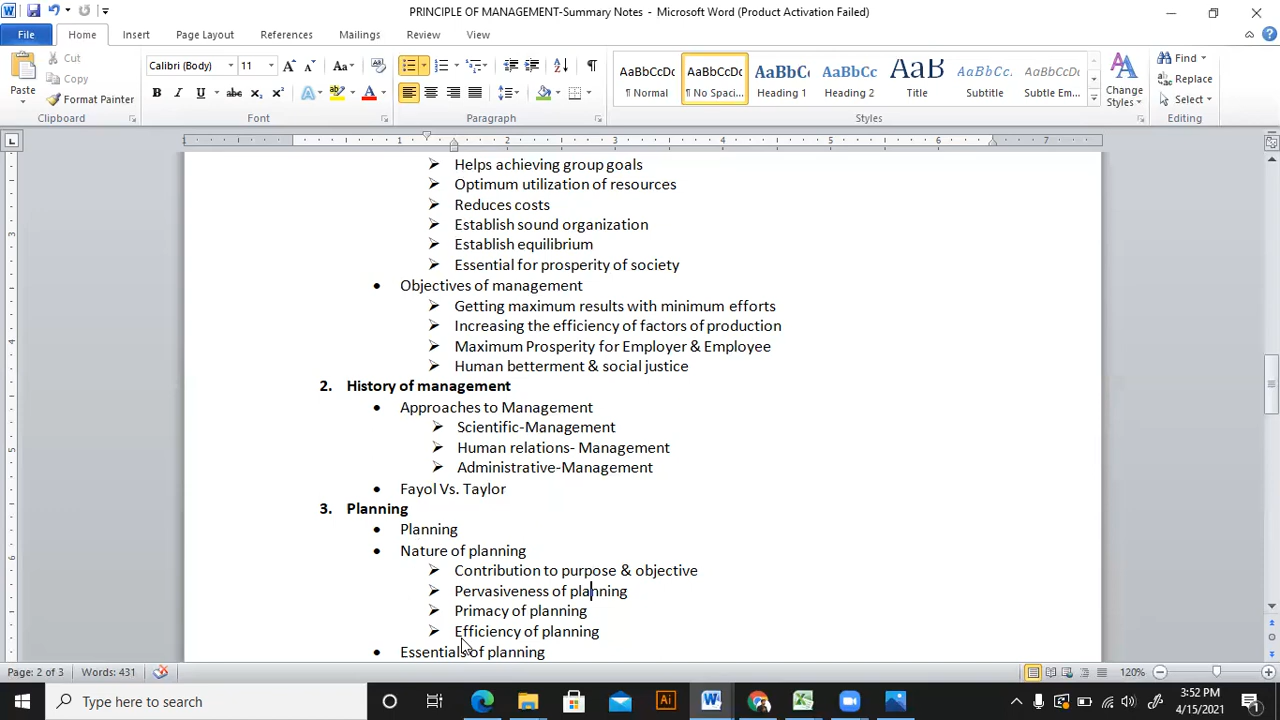 PRINCIPLE OF MANAGEMENT-Summary Notes - Microsoft Word (Product Activation Failed)
File Home Insert Page Layout References Mailings Review View
Paste Cut Copy Format Painter Clipboard
Calibri (Body) 11 Font
Paragraph
AaBbCcDc AaBbCcDc AaBbCc AaBbCc AaB AaBbCc. AaBbCcDc
¶ Normal ¶ No Spaci... Heading 1 Heading 2 Title Subtitle Subtle Em...
Change Styles Styles
Find Replace Select Editing
1 1 2 3 4 5 6 7
Helps achieving group goals
Optimum utilization of resources
Reduces costs
Establish sound organization
Establish equilibrium
Essential for prosperity of society
Objectives of management
Getting maximum results with minimum efforts
Increasing the efficiency of factors of production
Maximum Prosperity for Employer & Employee
Human betterment & social justice
2. History of management
Approaches to Management
Scientific-Management
Human relations- Management
Administrative-Management
Fayol Vs. Taylor
3. Planning
Planning
Nature of planning
Contribution to purpose & objective
Pervasiveness of planning
Primacy of planning
Efficiency of planning
Essentials of planning
Page: 2 of 3 Words: 431 120%
Type here to search
3:52 PM
4/15/2021